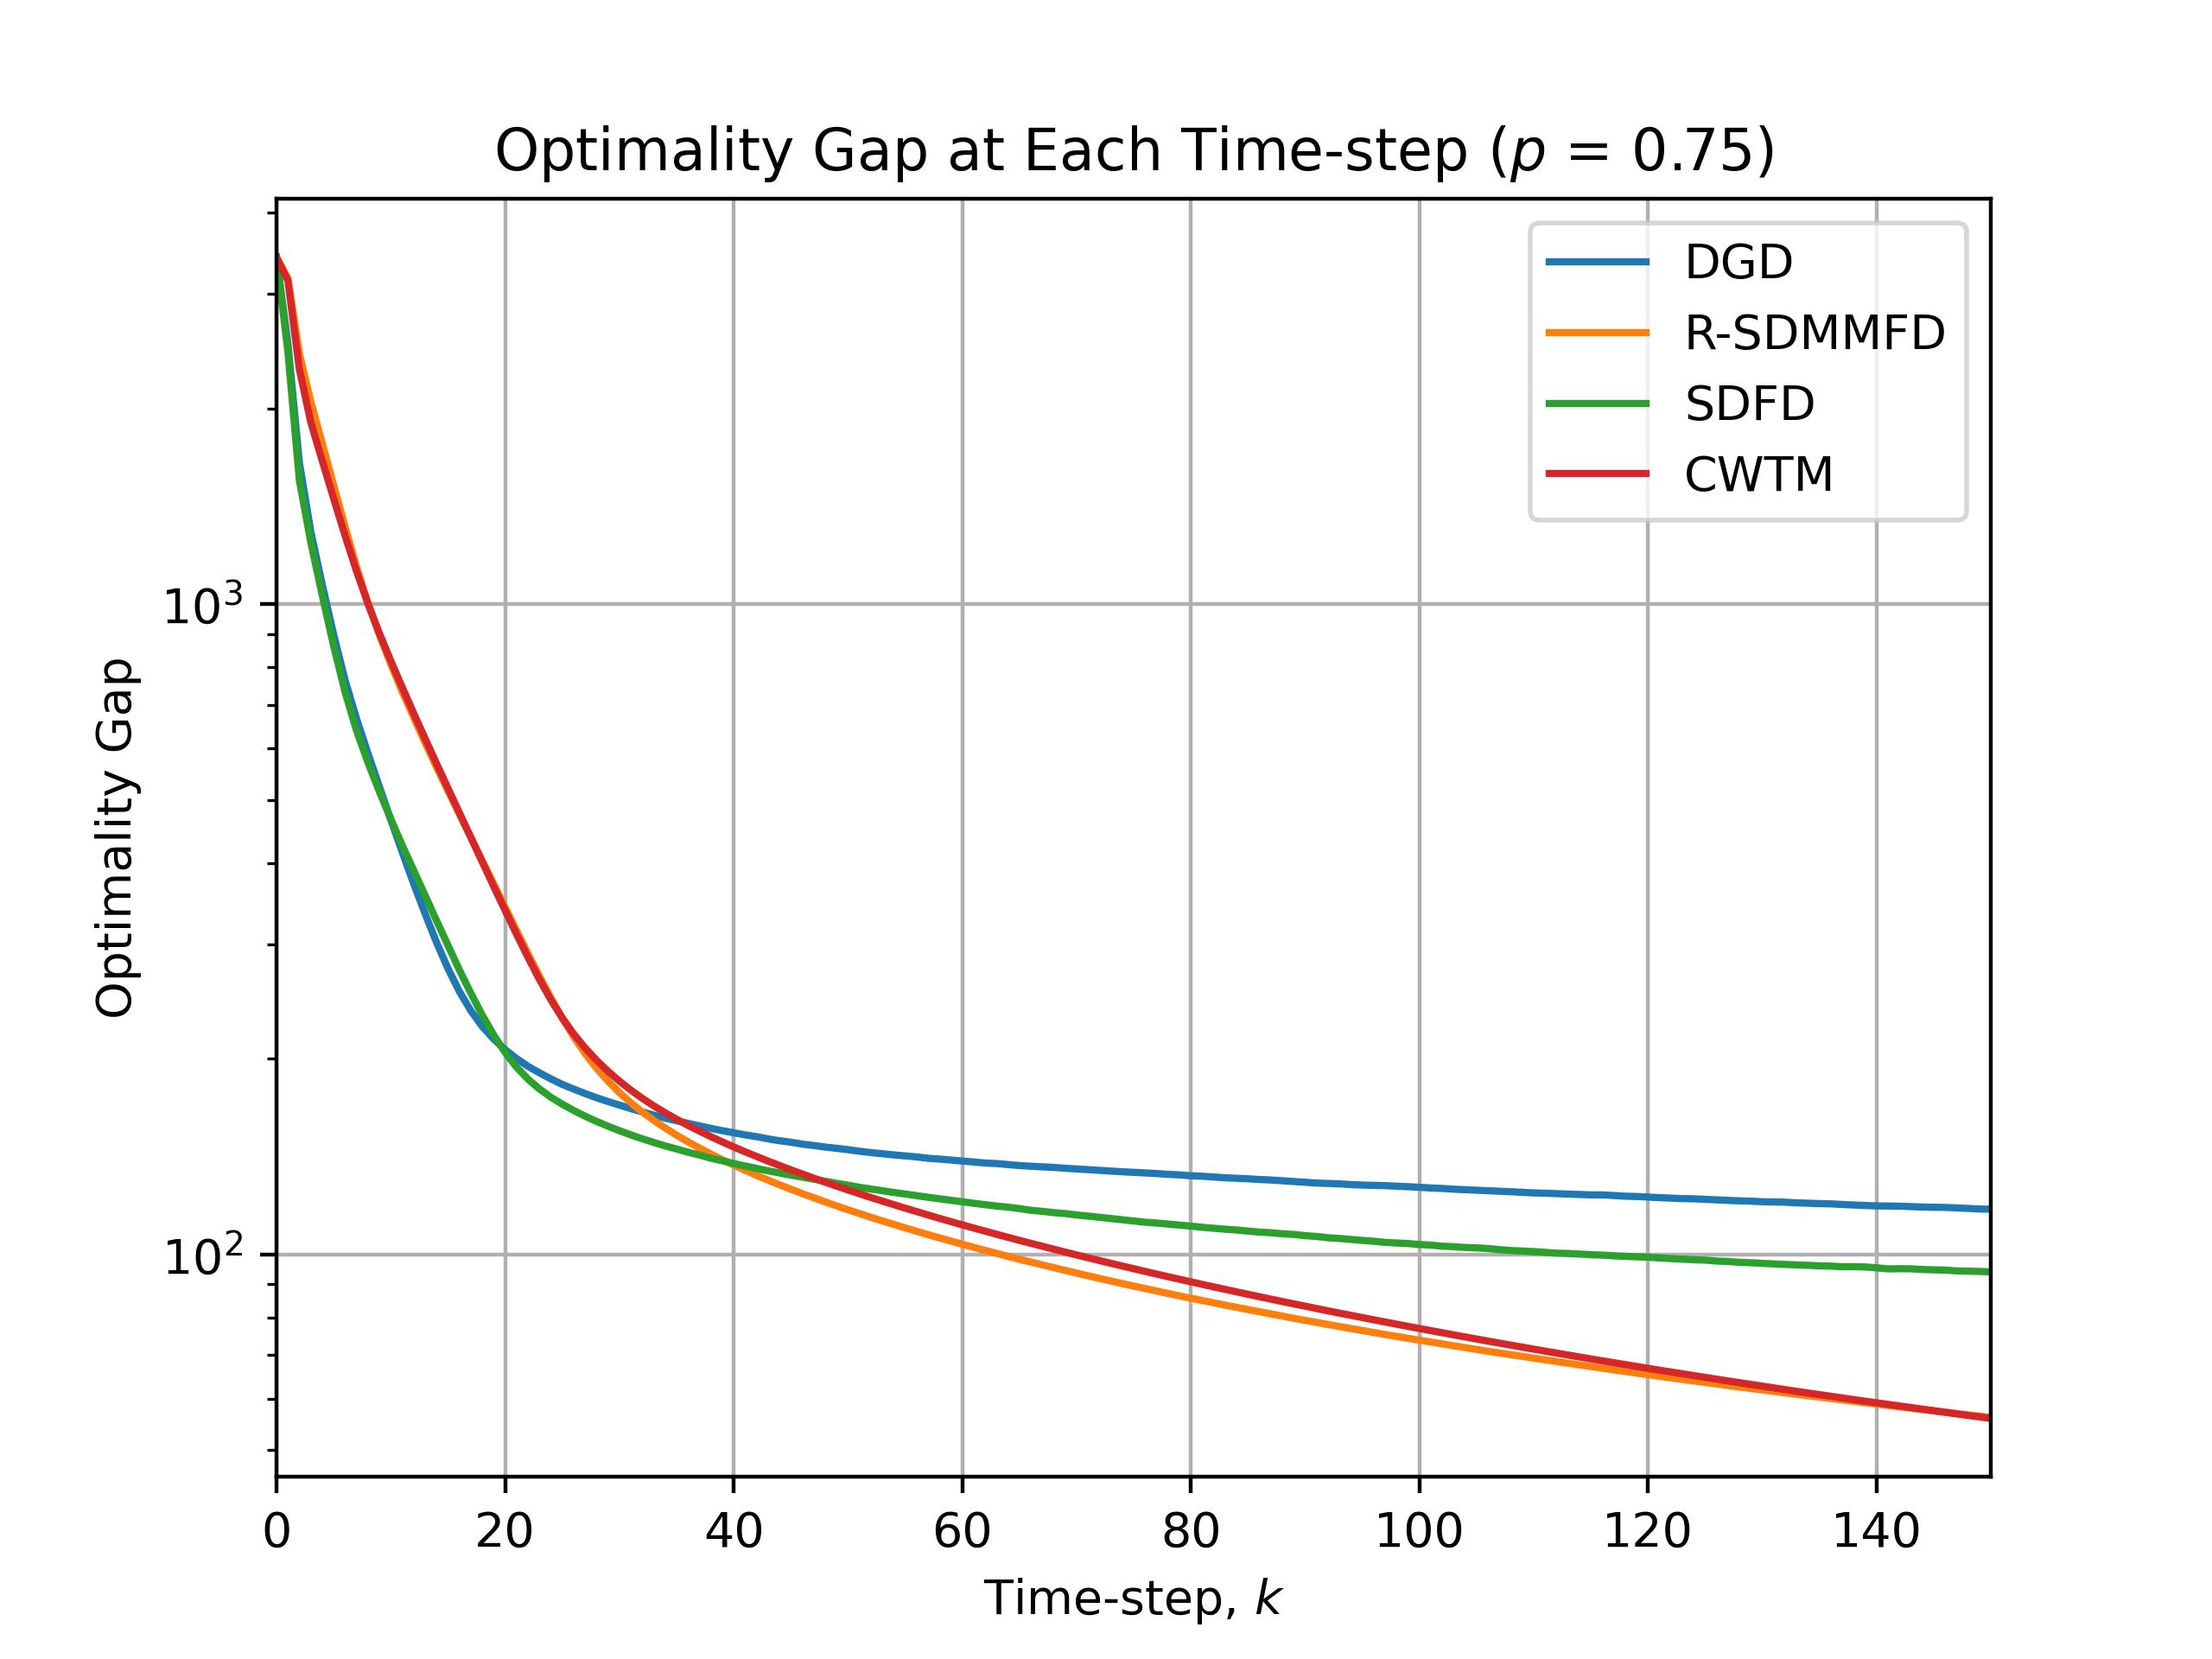 Optimality Gap at Each Time-step (p = 0.75)
DGD
R-SDMMFD
SDFD
CWTM
10³
10²
Optimality Gap
0 20 40 60 80 100 120 140
Time-step, k